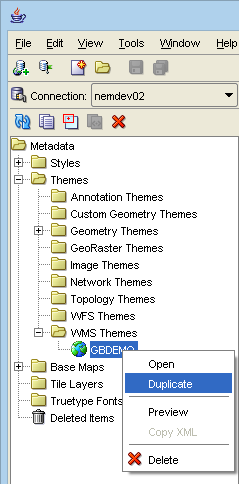 File Edit View Tools Window Help
Connection: nemdev02
Metadata
Styles
Themes
Annotation Themes
Custom Geometry Themes
Geometry Themes
GeoRaster Themes
Image Themes
Network Themes
Topology Themes
WFS Themes
WMS Themes
GBDEMO
Base Maps
Tile Layers
Truetype Fonts
Deleted Items
Open
Duplicate
Preview
Copy XML
Delete